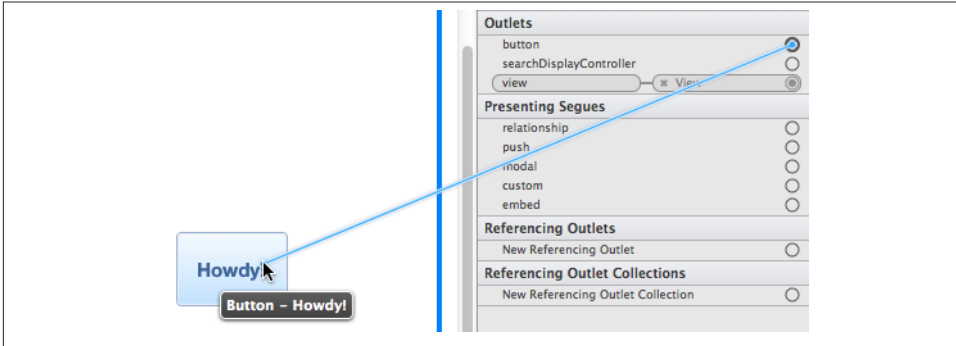 Outlets
button
searchDisplayController
view
View
Presenting Segues
relationship
push
modal
custom
embed
Referencing Outlets
New Referencing Outlet
Referencing Outlet Collections
New Referencing Outlet Collection
Howdy!
Button – Howdy!